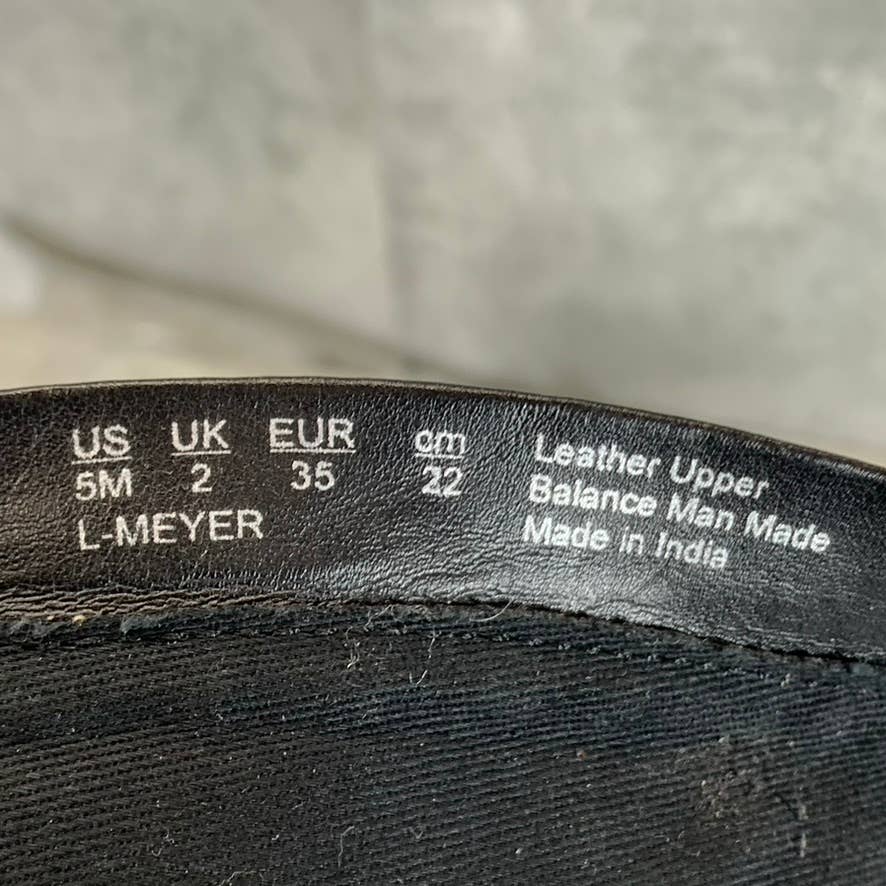 US UK EUR cm
5M 2 35 22
L-MEYER
Leather Upper
Balance Man Made
Made in India